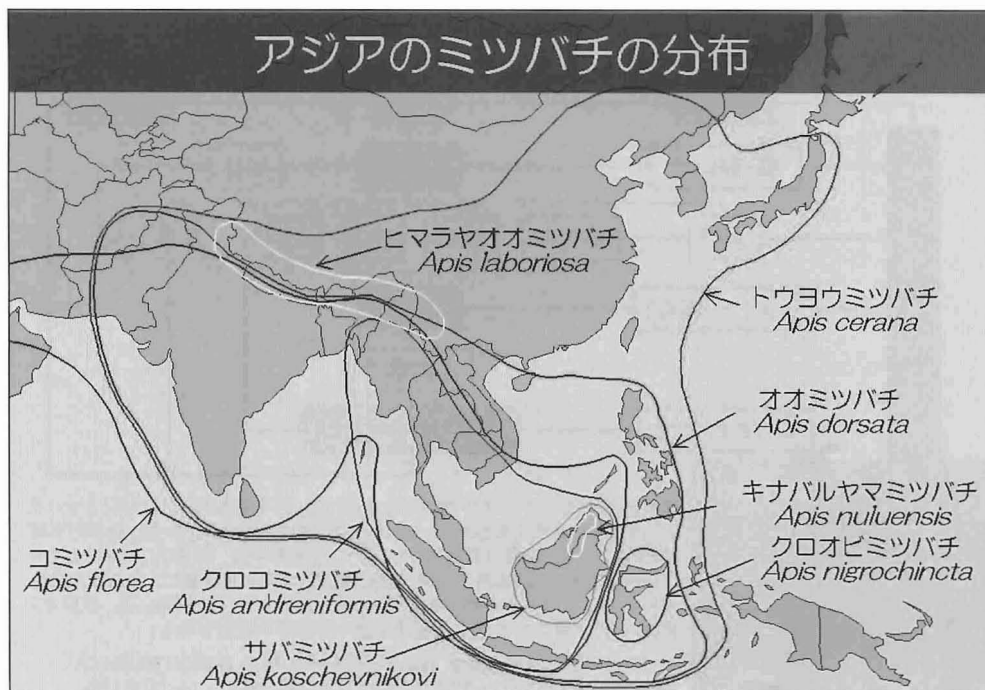 アジアのミツバチの分布
ヒマラヤオオミツバチ
Apis laboriosa
トウヨウミツバチ
Apis cerana
オオミツバチ
Apis dorsata
キナバルヤマミツバチ
Apis nuluensis
クロオビミツバチ
Apis nigrochincta
コミツバチ
Apis florea
クロコミツバチ
Apis andreniformis
サバミツバチ
Apis koschevnikovi